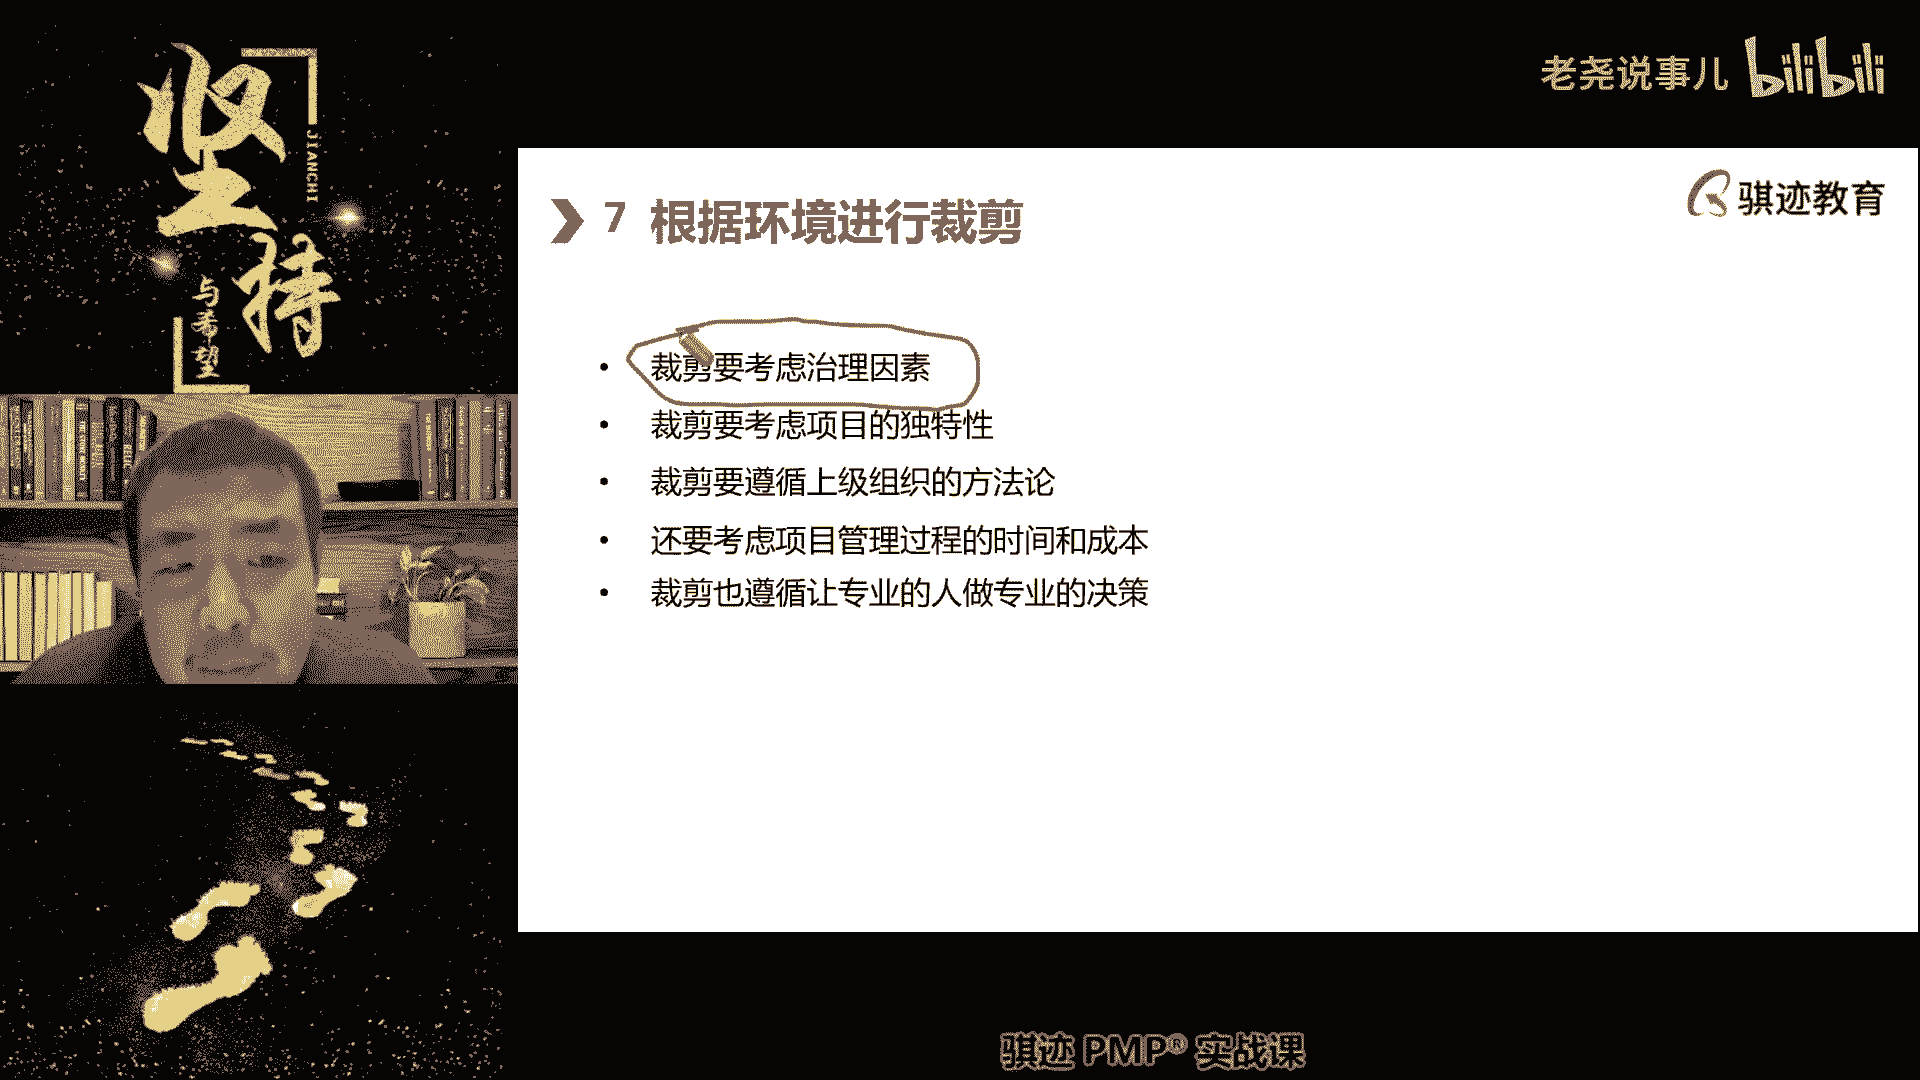 坚持
JIANCHI
与希望
老尧说事儿 bilibili
骐迹教育
7 根据环境进行裁剪
• 裁剪要考虑治理因素
• 裁剪要考虑项目的独特性
• 裁剪要遵循上级组织的方法论
• 还要考虑项目管理过程的时间和成本
• 裁剪也遵循让专业的人做专业的决策
骐迹 PMP® 实战课